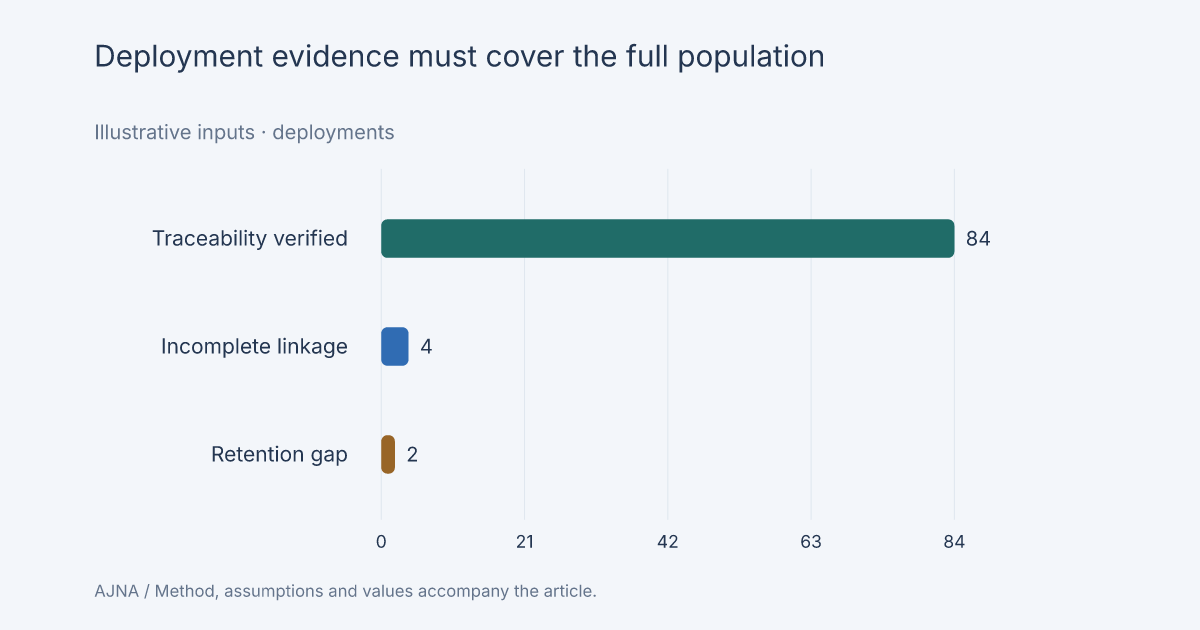 Deployment evidence must cover the full population
Illustrative inputs · deployments
Traceability verified 84
Incomplete linkage 4
Retention gap 2
0 21 42 63 84
AJNA / Method, assumptions and values accompany the article.